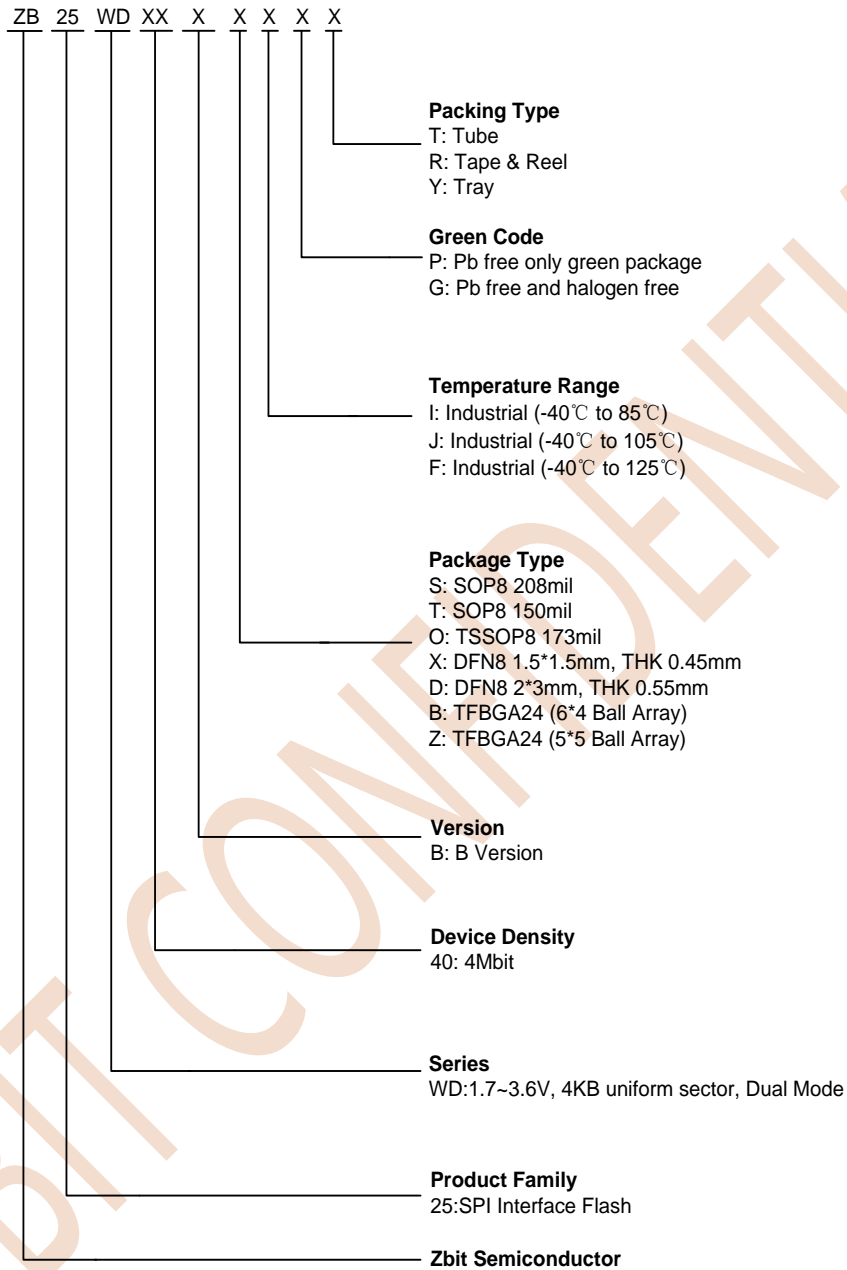 ZB 25 WD XX X X X X X
Packing Type
T: Tube
R: Tape & Reel
Y: Tray
Green Code
P: Pb free only green package
G: Pb free and halogen free
Temperature Range
I: Industrial (-40℃ to 85℃)
J: Industrial (-40℃ to 105℃)
F: Industrial (-40℃ to 125℃)
Package Type
S: SOP8 208mil
T: SOP8 150mil
O: TSSOP8 173mil
X: DFN8 1.5*1.5mm, THK 0.45mm
D: DFN8 2*3mm, THK 0.55mm
B: TFBGA24 (6*4 Ball Array)
Z: TFBGA24 (5*5 Ball Array)
Version
B: B Version
Device Density
40: 4Mbit
Series
WD:1.7~3.6V, 4KB uniform sector, Dual Mode
Product Family
25:SPI Interface Flash
Zbit Semiconductor
BIT CONFIDENTI